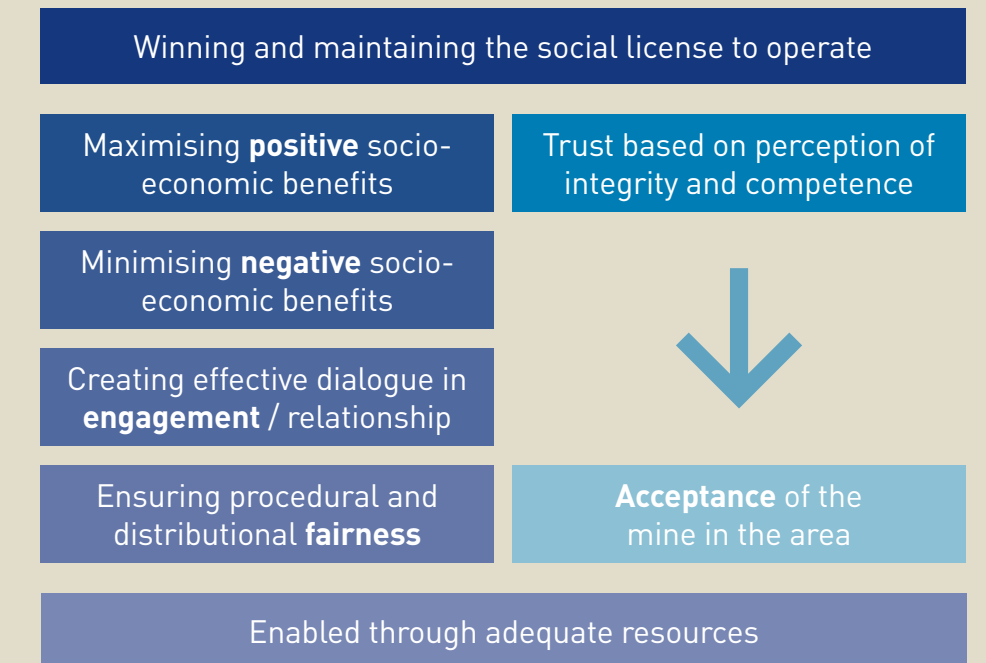 Winning and maintaining the social license to operate
Maximising positive socio-
economic benefits
Trust based on perception of
integrity and competence
Minimising negative socio-
economic benefits
Creating effective dialogue in
engagement / relationship
Ensuring procedural and
distributional fairness
Acceptance of the
mine in the area
Enabled through adequate resources